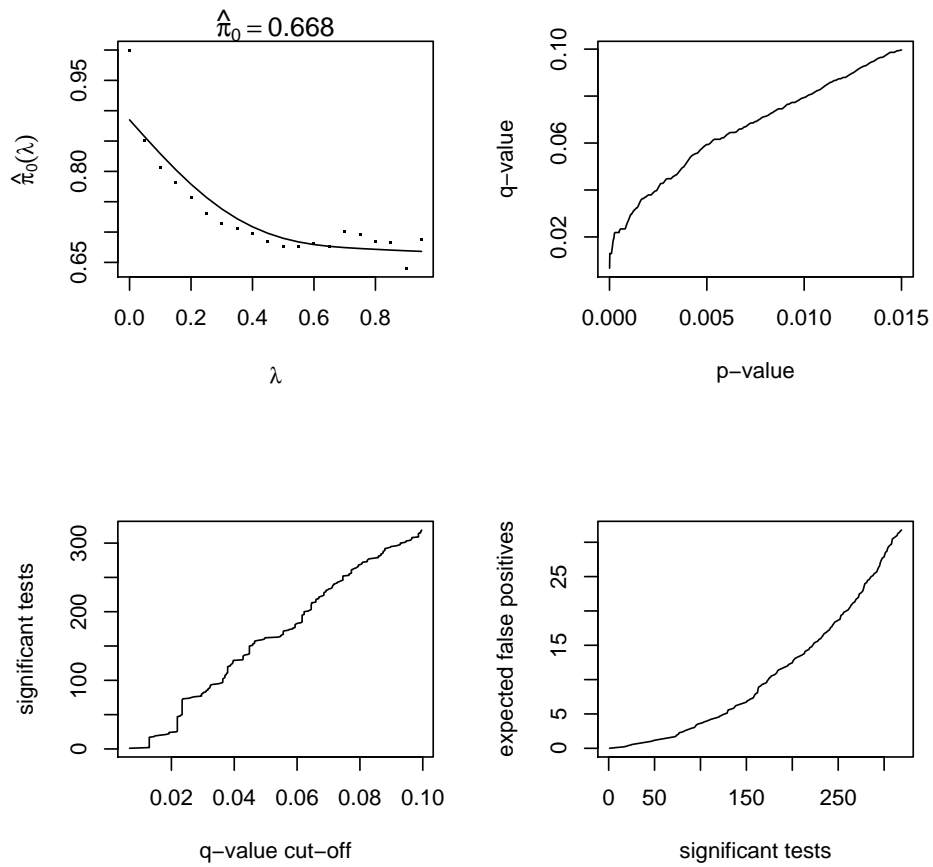 π̂₀ = 0.668
π̂₀(λ)
0.65
0.80
0.95
0.0 0.2 0.4 0.6 0.8
λ
q−value
0.02
0.06
0.10
0.000 0.005 0.010 0.015
p−value
significant tests
0
100
200
300
0.02 0.04 0.06 0.08 0.10
q−value cut−off
expected false positives
0
5
15
25
0 50 150 250
significant tests